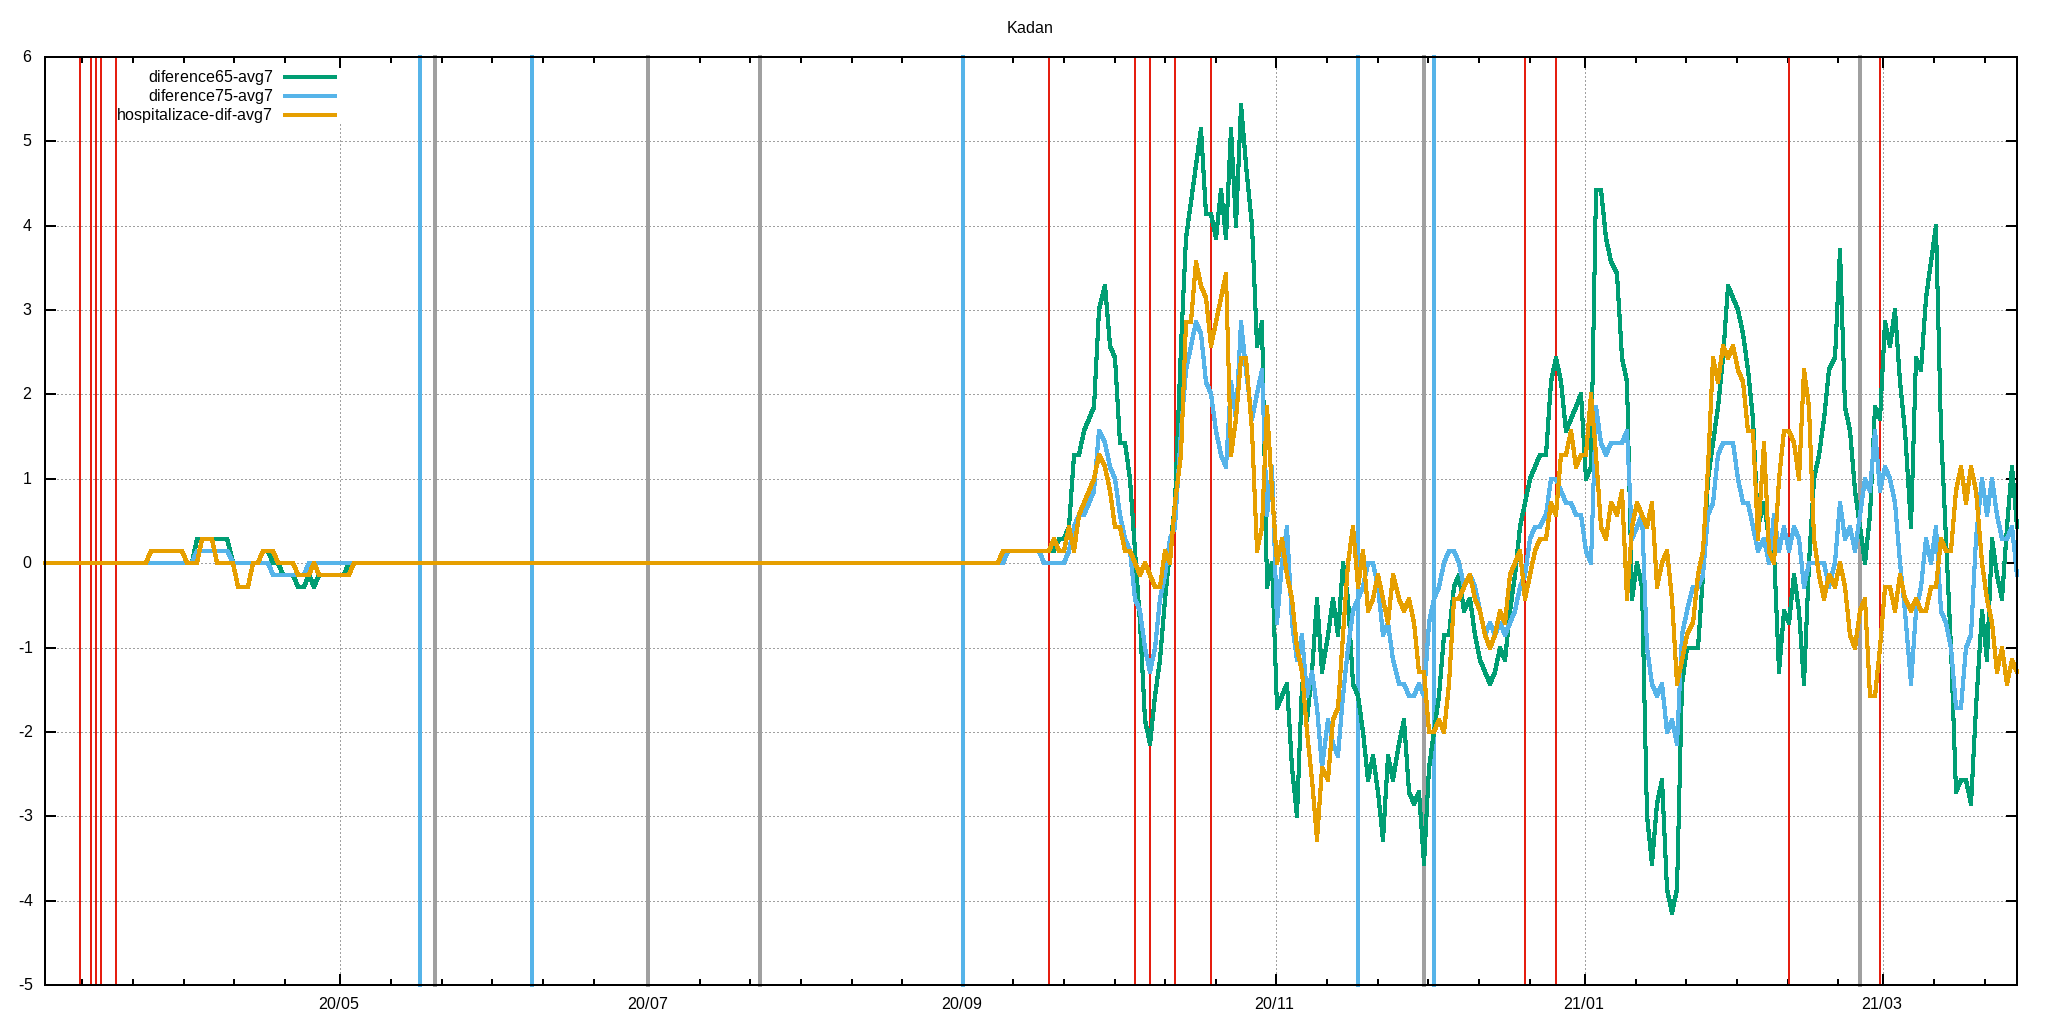 Kadan
diference65-avg7
diference75-avg7
hospitalizace-dif-avg7
6
5
4
3
2
1
0
-1
-2
-3
-4
-5
20/05 20/07 20/09 20/11 21/01 21/03